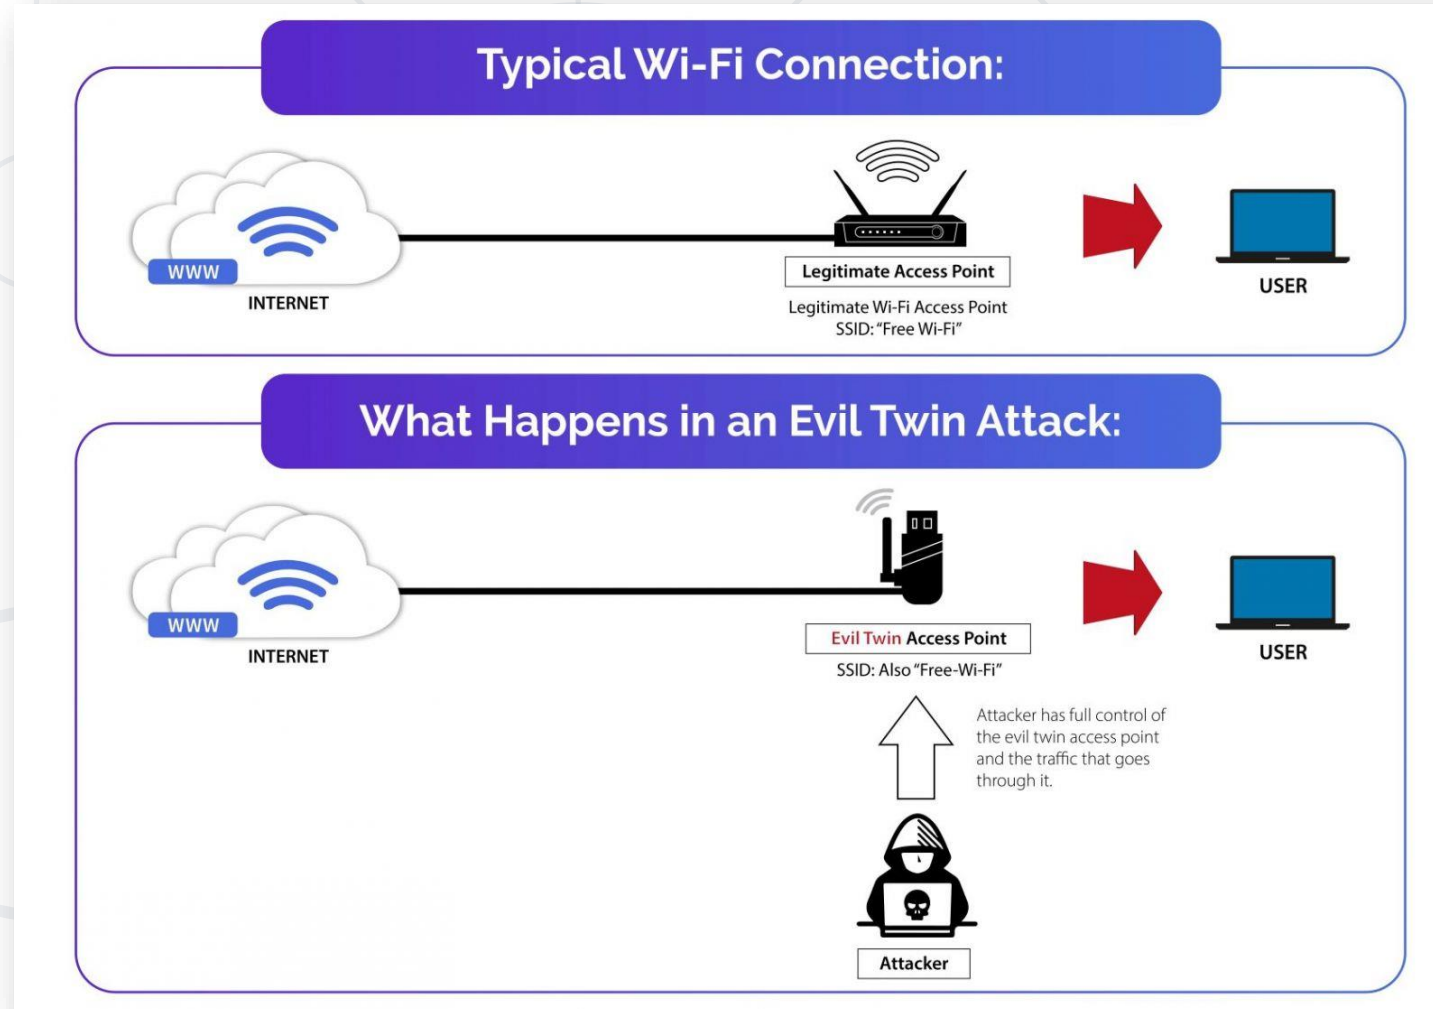 Typical Wi-Fi Connection:
WWW
INTERNET
Legitimate Access Point
Legitimate Wi-Fi Access Point
SSID: "Free Wi-Fi"
USER
What Happens in an Evil Twin Attack:
WWW
INTERNET
Evil Twin Access Point
SSID: Also "Free-Wi-Fi"
USER
Attacker has full control of
the evil twin access point
and the traffic that goes
through it.
Attacker